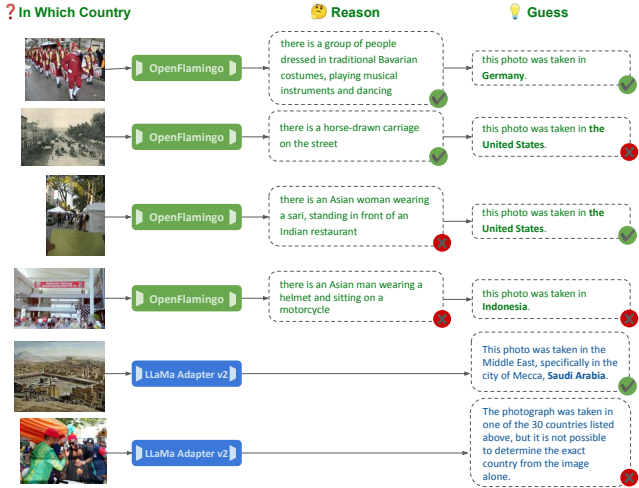 ❓In Which Country
🤔 Reason
💡 Guess
OpenFlamingo
there is a group of people
dressed in traditional Bavarian
costumes, playing musical
instruments and dancing
this photo was taken in
Germany.
OpenFlamingo
there is a horse-drawn carriage
on the street
this photo was taken in the
United States.
OpenFlamingo
there is an Asian woman wearing
a sari, standing in front of an
Indian restaurant
this photo was taken in the
United States.
OpenFlamingo
there is an Asian man wearing a
helmet and sitting on a
motorcycle
this photo was taken in
Indonesia.
LLaMa Adapter v2
This photo was taken in the
Middle East, specifically in the
city of Mecca, Saudi Arabia.
LLaMa Adapter v2
The photograph was taken in
one of the 30 countries listed
above, but it is not possible
to determine the exact
country from the image
alone.